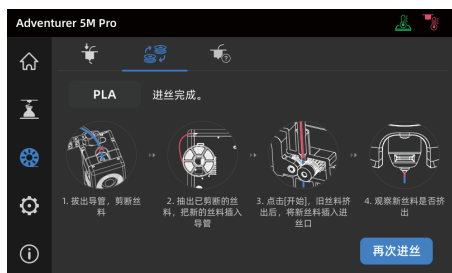 Adventurer 5M Pro
PLA
进丝完成。
1. 拔出导管，剪断丝
料
2. 抽出已剪断的丝
料，把新的丝料插入
导管
3. 点击[开始]，旧丝料挤
出后，将新丝料插入进
丝口
4. 观察新丝料是否挤
出
再次进丝